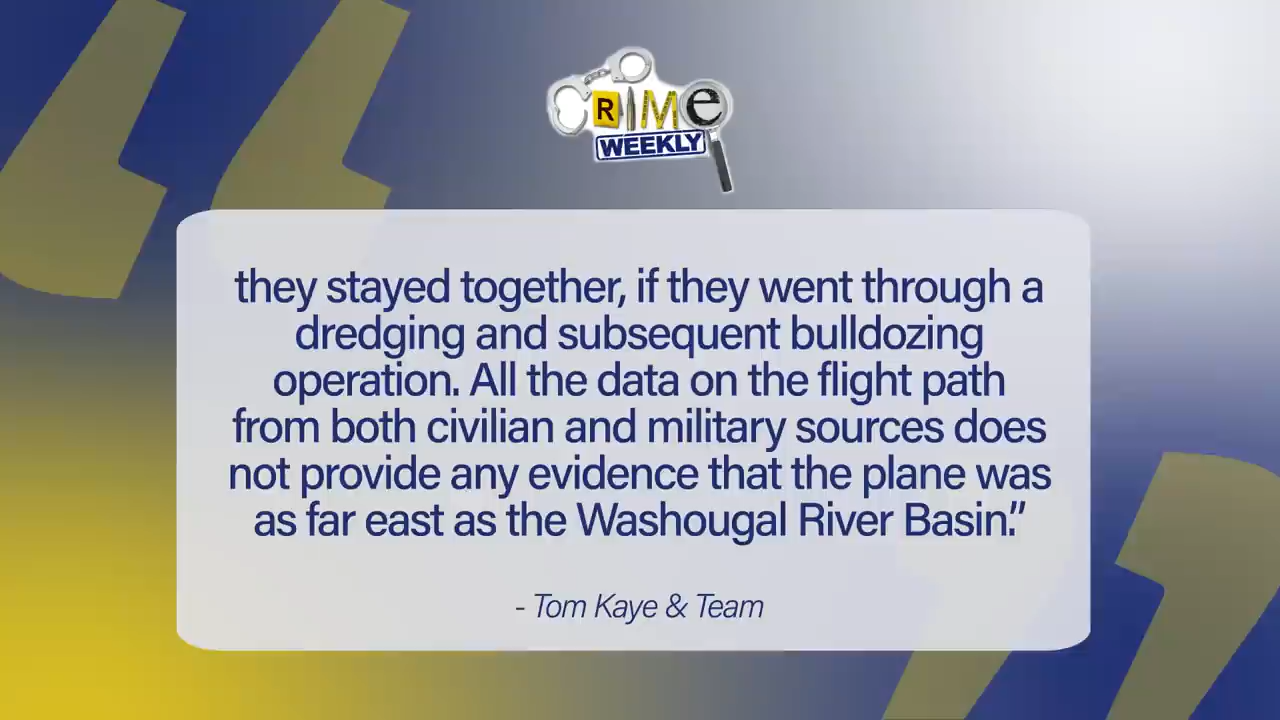 CRIMe
WEEKLY
they stayed together, if they went through a
dredging and subsequent bulldozing
operation. All the data on the flight path
from both civilian and military sources does
not provide any evidence that the plane was
as far east as the Washougal River Basin.”
- Tom Kaye & Team